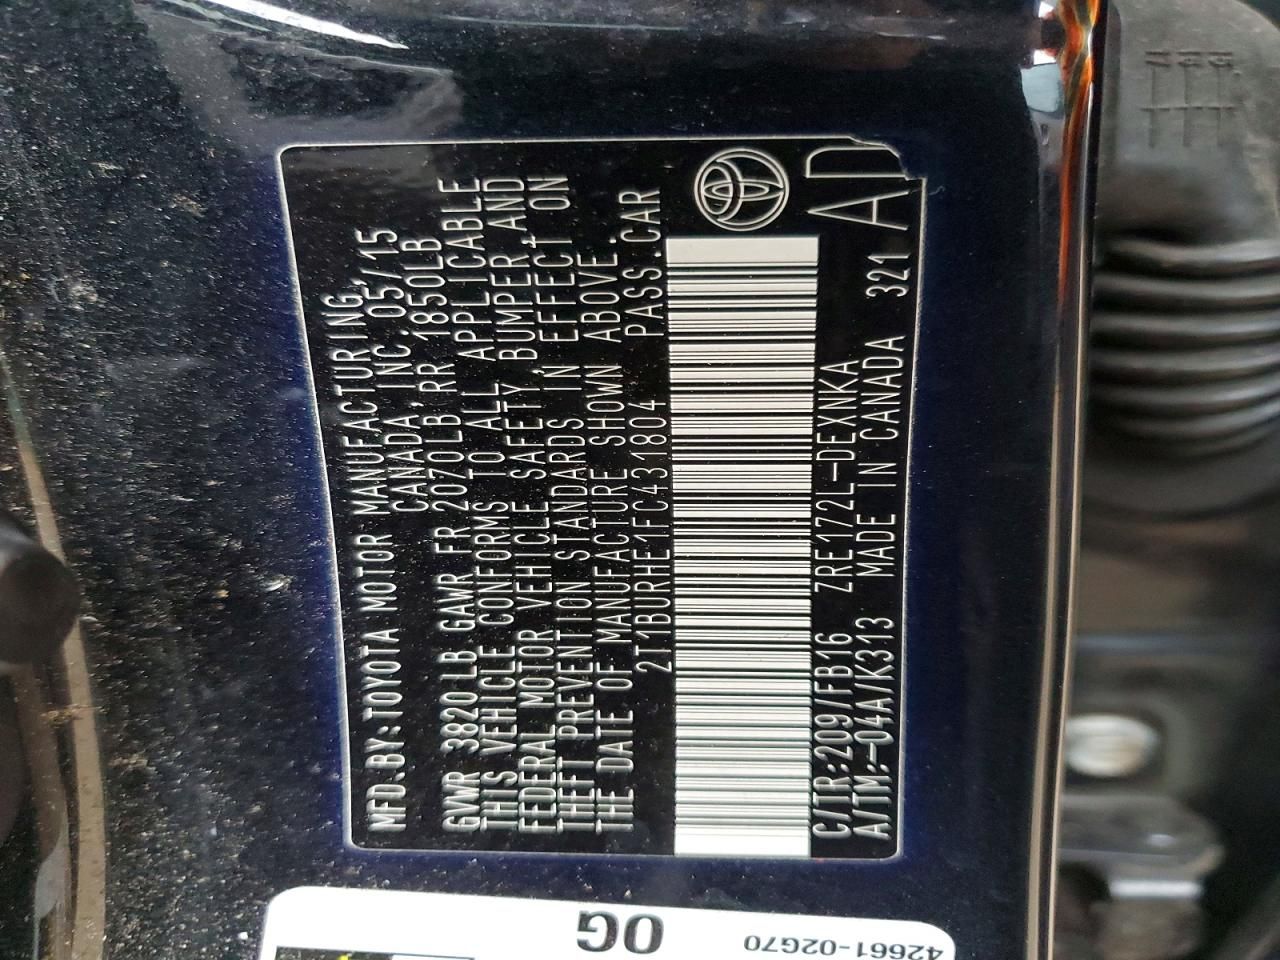 MFD.BY:TOYOTA MOTOR MANUFACTURING,
CANADA,INC.05/15
GVWR 3820 LB GAWR FR 2070LB RR 1850LB
THIS VEHICLE CONFORMS TO ALL APPLICABLE
FEDERAL MOTOR VEHICLE SAFETY,BUMPER,AND
THEFT PREVENTION STANDARDS IN EFFECT ON
THE DATE OF MANUFACTURE SHOWN ABOVE.
2T1BURHE1FC431804 PASS.CAR
C/TR:209/FB16 ZRE172L-DEXNKA
A/TM:-04A/K313 MADE IN CANADA 321
AD
0G
42661-02G70